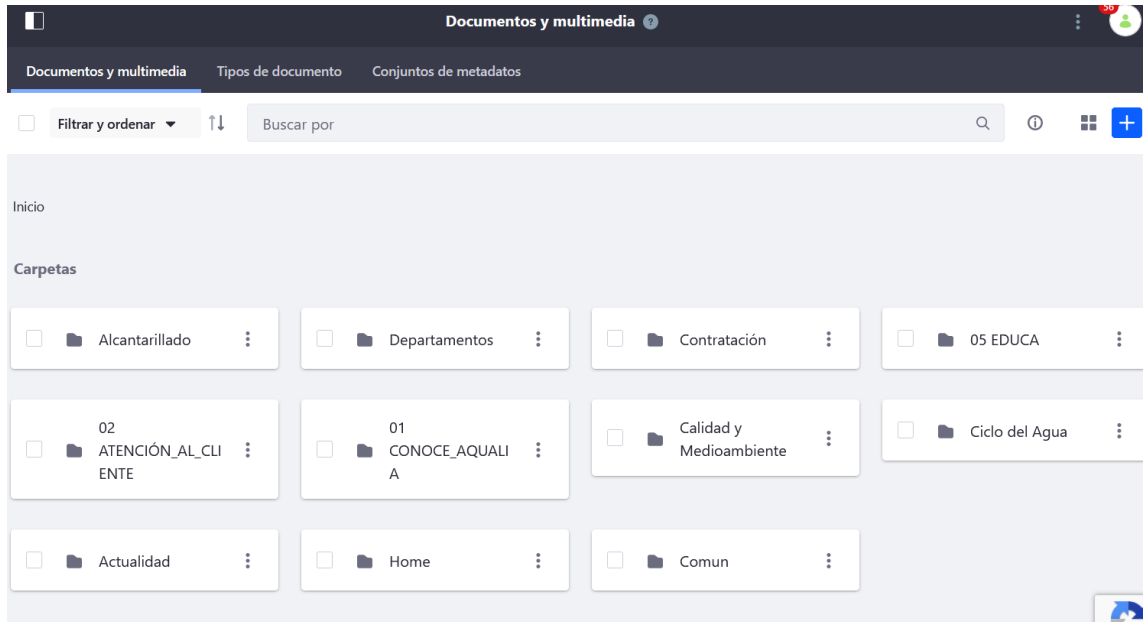 Documentos y multimedia
56
Documentos y multimedia Tipos de documento Conjuntos de metadatos
Filtrar y ordenar Buscar por
Inicio
Carpetas
Alcantarillado
Departamentos
Contratación
05 EDUCA
02
ATENCIÓN_AL_CLI
ENTE
01
CONOCE_AQUALI
A
Calidad y
Medioambiente
Ciclo del Agua
Actualidad
Home
Comun